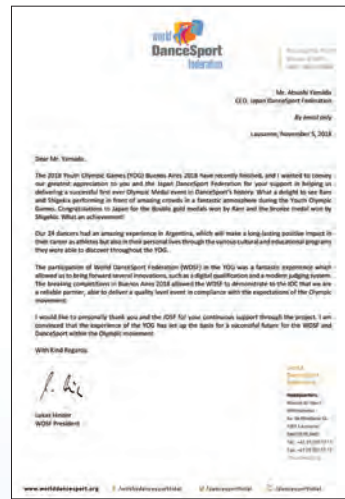 world
DanceSport
federation
Mr. Atsushi Yamada
CEO, Japan DanceSport Federation
By email only
Lausanne, November 5, 2018
Dear Mr. Yamada,
The 2018 Youth Olympic Games (YOG) Buenos Aires 2018 have recently finished, and I wanted to convey
our greatest appreciation to you and the Japan DanceSport Federation for your support in helping us
delivering a successful first ever Olympic Medal event in DanceSport's history. What a delight to see Ram
and Shigekix performing in front of amazing crowds in a fantastic atmosphere during the Youth Olympic
Games. Congratulations to Japan for the double gold medals won by Ram and the bronze medal won by
Shigekix. What an achievement!
Our 24 dancers had an amazing experience in Argentina, which will make a long-lasting positive impact in
their career as athletes but also in their personal lives through the various cultural and educational programs
they were able to discover throughout the YOG.
The participation of World DanceSport Federation (WDSF) in the YOG was a fantastic experience which
allowed us to bring forward several innovations, such as a digital qualification and a modern judging system.
The breaking competitions in Buenos Aires 2018 allowed the WDSF to demonstrate to the IOC that we are
a reliable partner, able to deliver a quality level event in compliance with the expectations of the Olympic
movement.
I would like to personally thank you and the JDSF for your continuous support through the project. I am
convinced that the experience of the YOG has set up the basis for a successful future for the WDSF and
DanceSport within the Olympic movement.
With Kind Regards,
Lukas Hinder
WDSF President
world
DanceSport
federation
www.worlddancesport.org
/worlddancesport
/dancesporttotal
/dancesporttotal